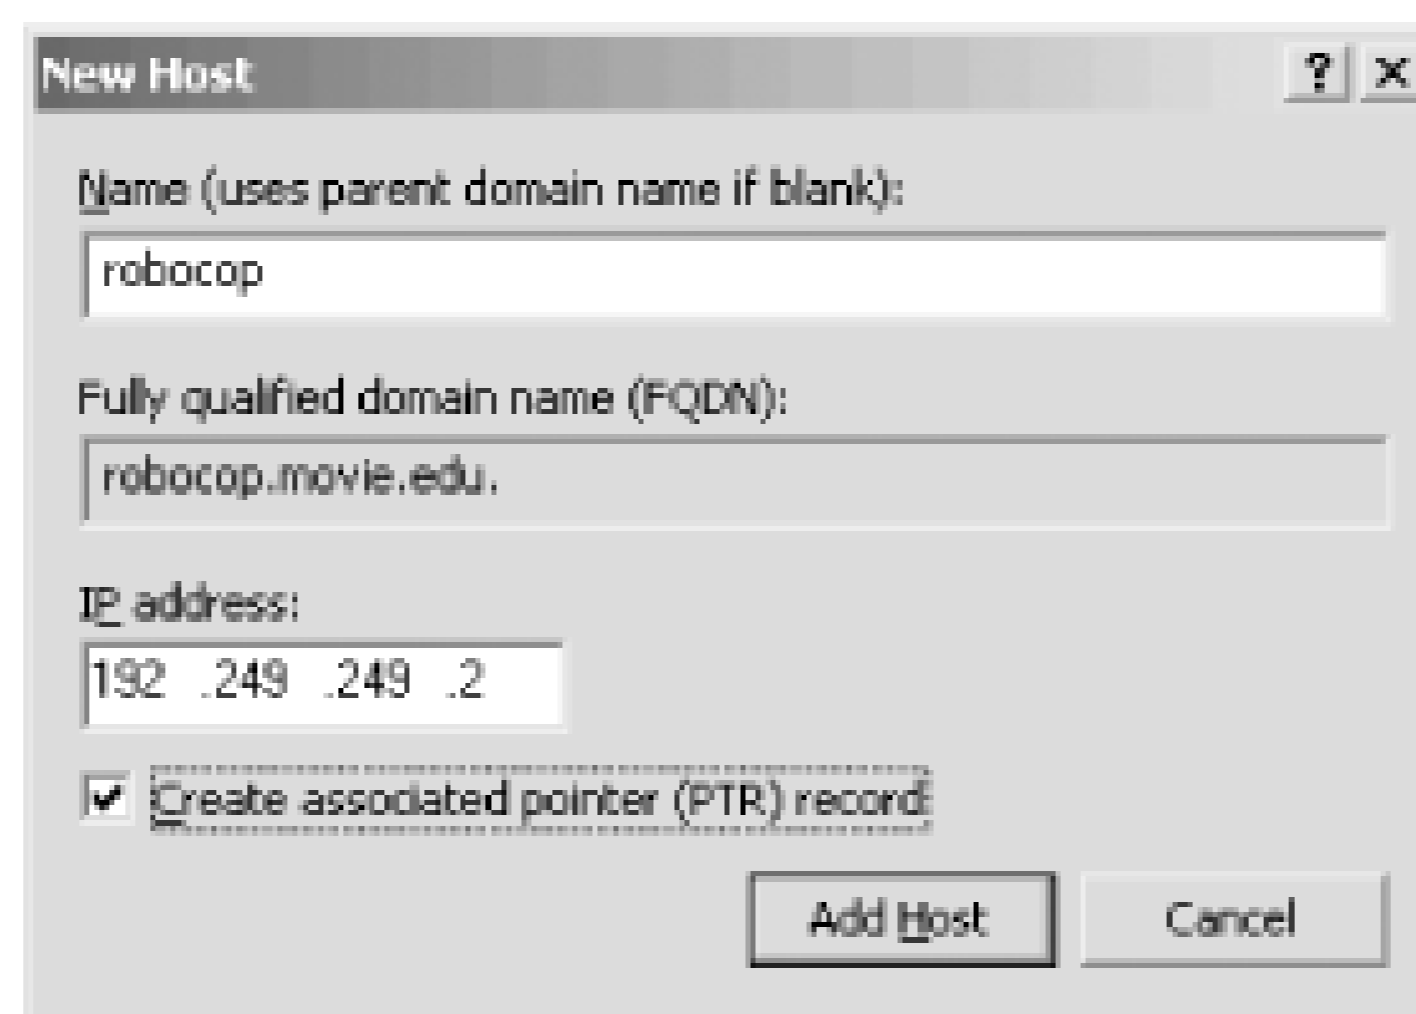 New Host
Name (uses parent domain name if blank):
robocop
Fully qualified domain name (FQDN):
robocop.movie.edu.
IP address:
192 .249 .249 .2
Create associated pointer (PTR) record
Add Host Cancel